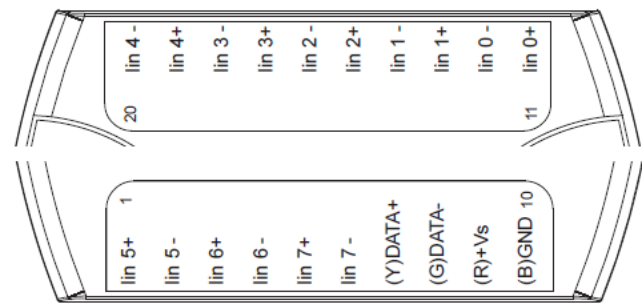 Iin 4 -
Iin 4+
Iin 3 -
Iin 3+
Iin 2 -
Iin 2+
Iin 1 -
Iin 1+
Iin 0 -
Iin 0+
20
11
1
10
Iin 5+
Iin 5 -
Iin 6+
Iin 6 -
Iin 7+
Iin 7 -
(Y)DATA+
(G)DATA-
(R)+Vs
(B)GND